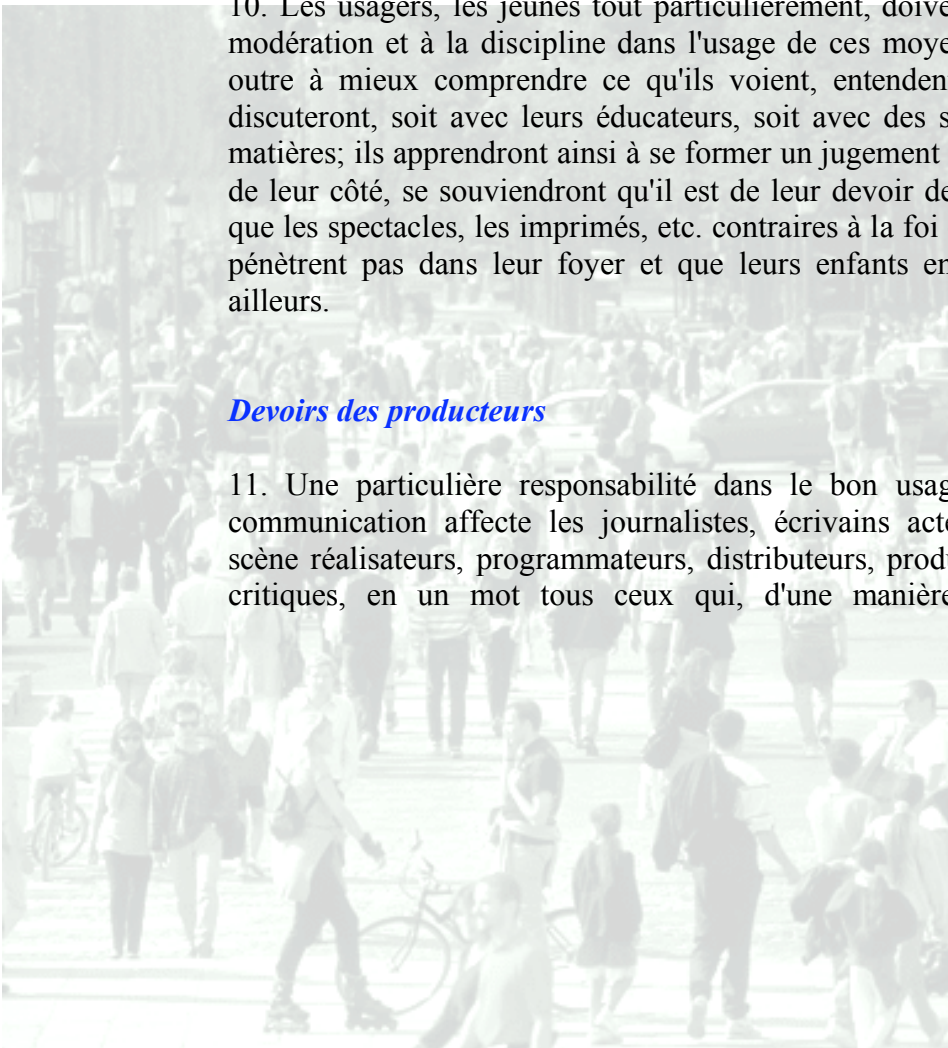 10. Les usagers, les jeunes tout particulièrement, doive
modération et à la discipline dans l'usage de ces moye
outre à mieux comprendre ce qu'ils voient, entenden
discuteront, soit avec leurs éducateurs, soit avec des s
matières; ils apprendront ainsi à se former un jugement
de leur côté, se souviendront qu'il est de leur devoir de
que les spectacles, les imprimés, etc. contraires à la foi
pénètrent pas dans leur foyer et que leurs enfants en
ailleurs.
Devoirs des producteurs
11. Une particulière responsabilité dans le bon usag
communication affecte les journalistes, écrivains acte
scène réalisateurs, programmateurs, distributeurs, produ
critiques, en un mot tous ceux qui, d'une manière